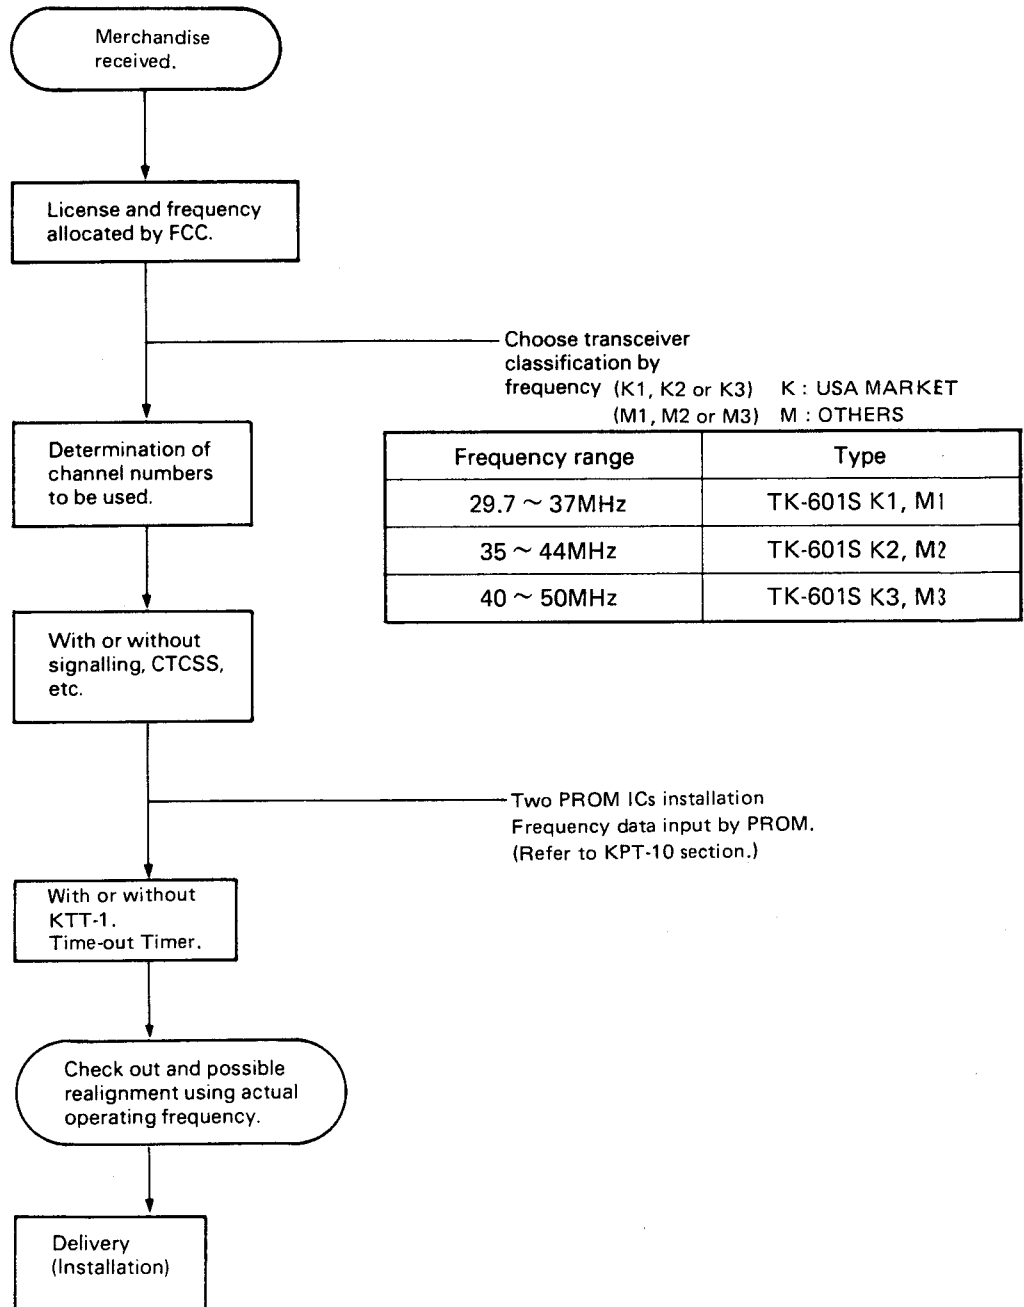 Merchandise
received.
License and frequency
allocated by FCC.
Choose transceiver
classification by
frequency (K1, K2 or K3) K : USA MARKET
(M1, M2 or M3) M : OTHERS
Frequency range Type
29.7 ~ 37MHz TK-601S K1, M1
35 ~ 44MHz TK-601S K2, M2
40 ~ 50MHz TK-601S K3, M3
Determination of
channel numbers
to be used.
With or without
signalling, CTCSS,
etc.
Two PROM ICs installation
Frequency data input by PROM.
(Refer to KPT-10 section.)
With or without
KTT-1.
Time-out Timer.
Check out and possible
realignment using actual
operating frequency.
Delivery
(Installation)